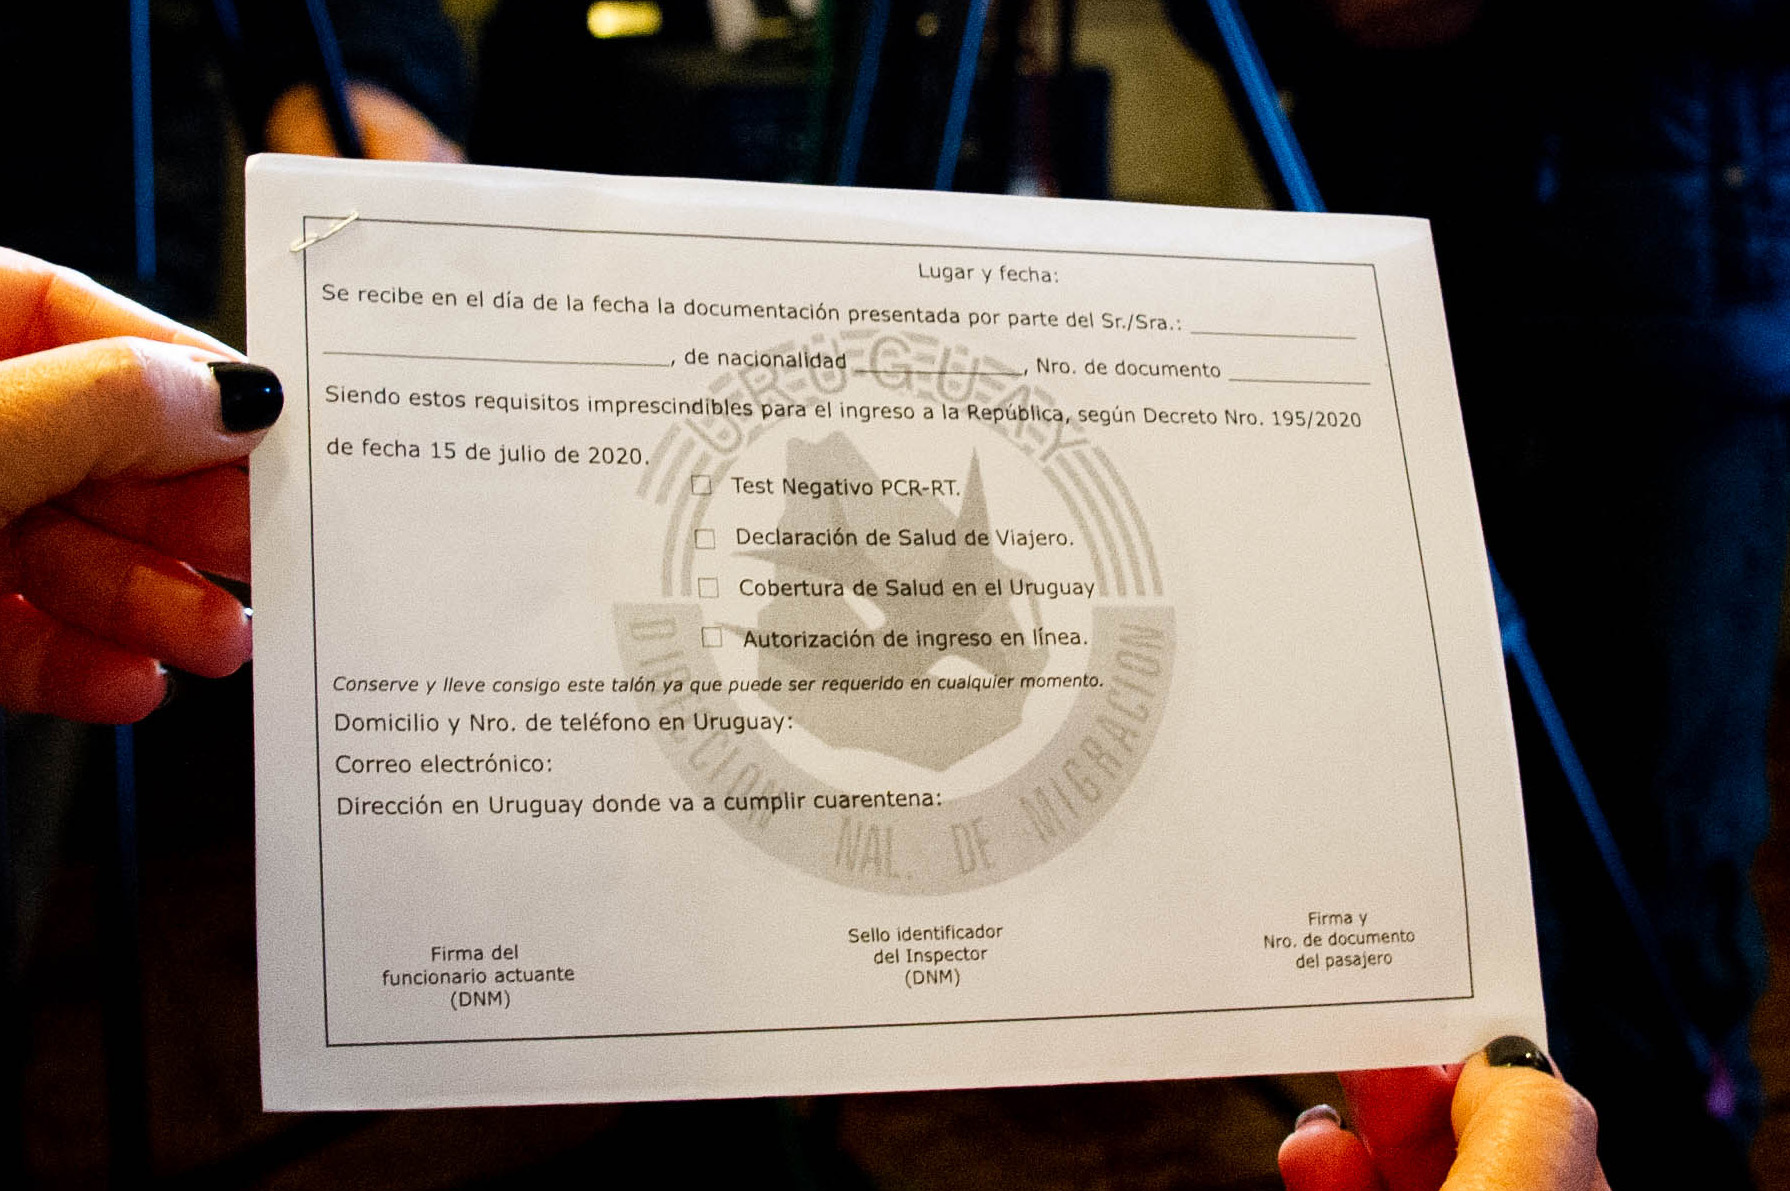 Lugar y fecha:
Se recibe en el día de la fecha la documentación presentada por parte del Sr./Sra.: ____________
_________________________, de nacionalidad ____________, Nro. de documento __________
Siendo estos requisitos imprescindibles para el ingreso a la República, según Decreto Nro. 195/2020
de fecha 15 de julio de 2020.
☐ Test Negativo PCR-RT.
☐ Declaración de Salud de Viajero.
☐ Cobertura de Salud en el Uruguay
☐ Autorización de ingreso en línea.
Conserve y lleve consigo este talón ya que puede ser requerido en cualquier momento.
Domicilio y Nro. de teléfono en Uruguay:
Correo electrónico:
Dirección en Uruguay donde va a cumplir cuarentena:
Firma del
funcionario actuante
(DNM)
Sello identificador
del Inspector
(DNM)
Firma y
Nro. de documento
del pasajero
U-R-U-G-U-A-Y
DIRECCION NAL. DE MIGRACION